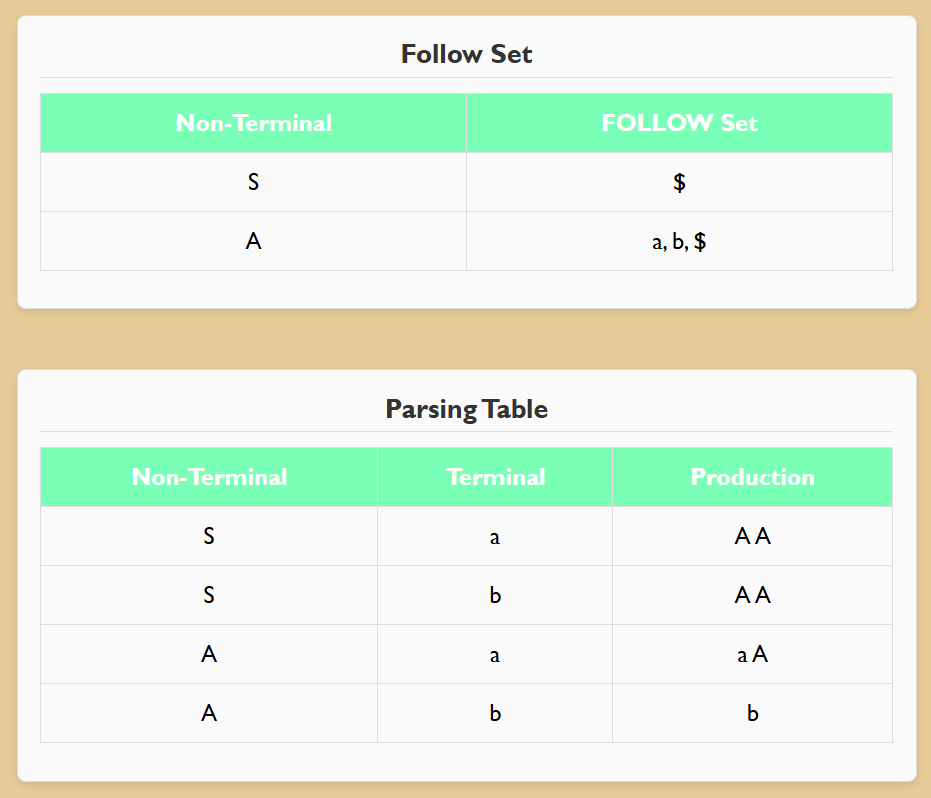 Follow Set
Non-Terminal FOLLOW Set
S $
A a, b, $
Parsing Table
Non-Terminal Terminal Production
S a A A
S b A A
A a a A
A b b